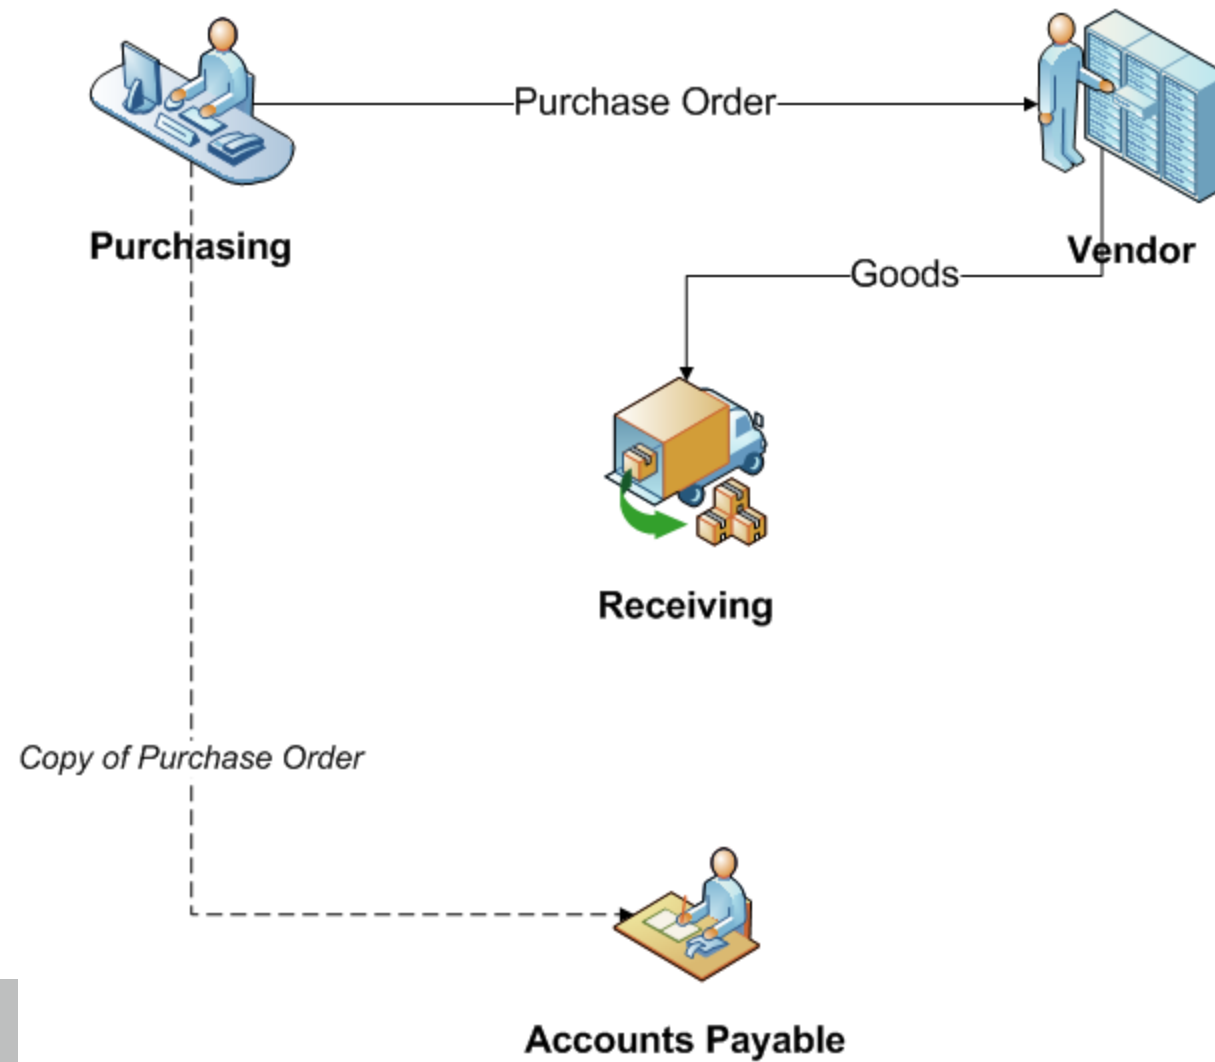 Purchase Order
Purchasing
Vendor
Goods
Receiving
Copy of Purchase Order
Accounts Payable